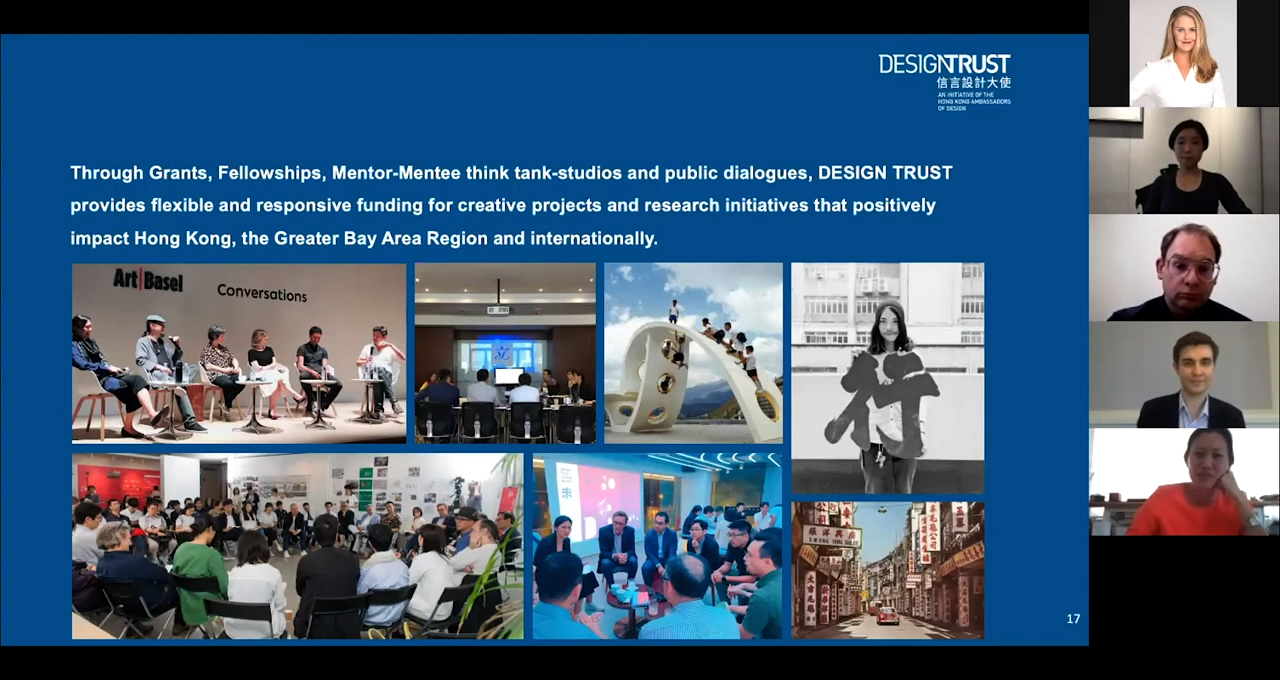 DESIGNTRUST
信言設計大使
AN INITIATIVE OF THE
HONG KONG AMBASSADORS
OF DESIGN
Through Grants, Fellowships, Mentor-Mentee think tank-studios and public dialogues, DESIGN TRUST
provides flexible and responsive funding for creative projects and research initiatives that positively
impact Hong Kong, the Greater Bay Area Region and internationally.
Art Basel
Conversations
行
未
17